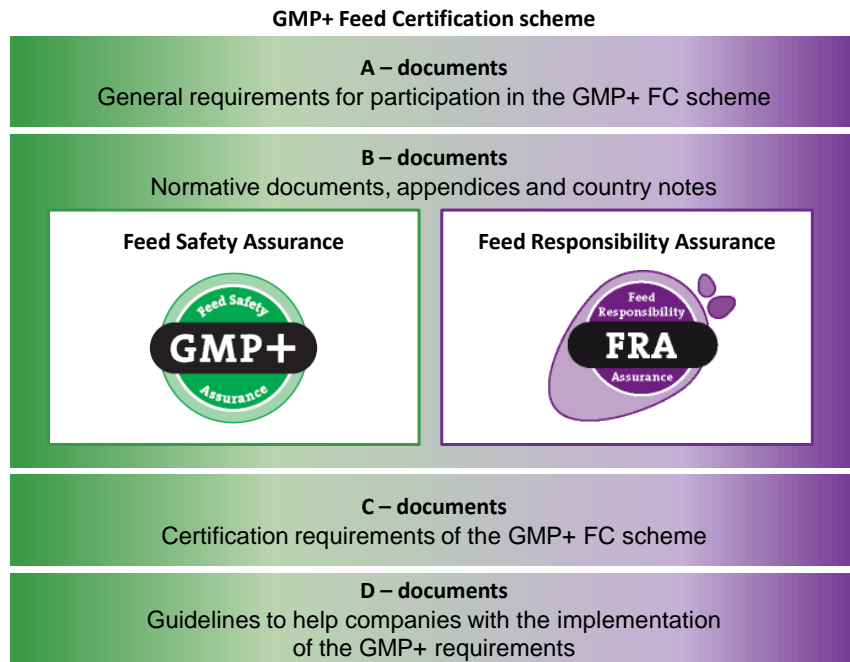 GMP+ Feed Certification scheme
A – documents
General requirements for participation in the GMP+ FC scheme
B – documents
Normative documents, appendices and country notes
Feed Safety Assurance
Feed Safety
GMP+
Assurance
Feed Responsibility Assurance
Feed
Responsibility
FRA
Assurance
C – documents
Certification requirements of the GMP+ FC scheme
D – documents
Guidelines to help companies with the implementation
of the GMP+ requirements